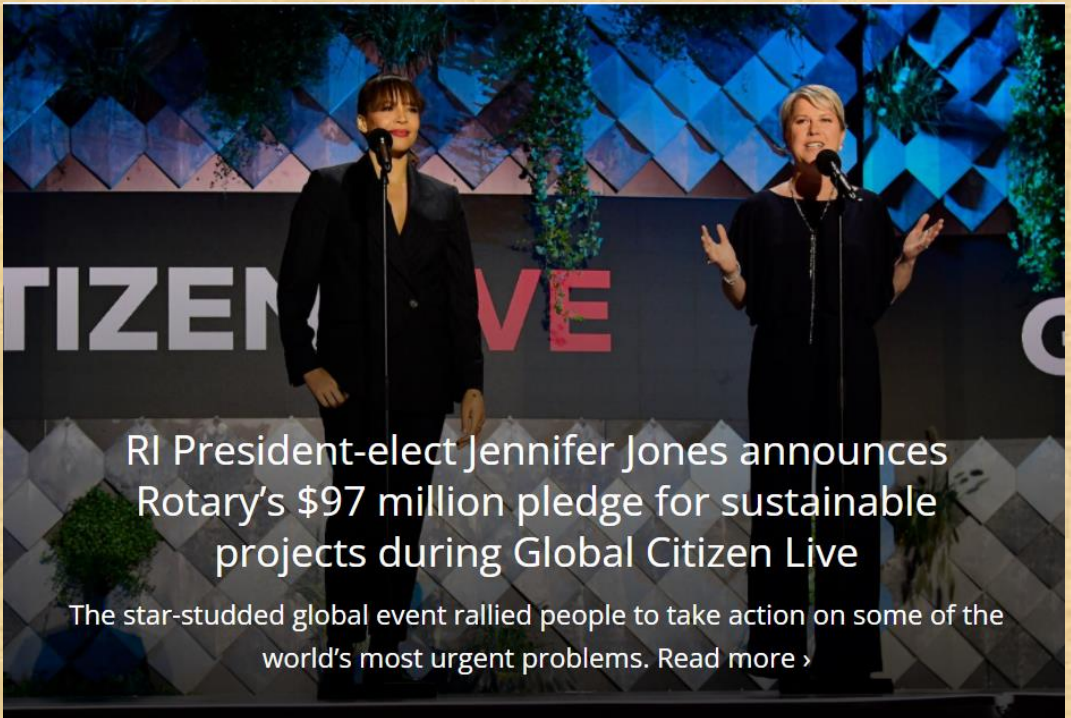 TIZEN VE
G
RI President-elect Jennifer Jones announces
Rotary’s $97 million pledge for sustainable
projects during Global Citizen Live
The star-studded global event rallied people to take action on some of the
world’s most urgent problems. Read more ›